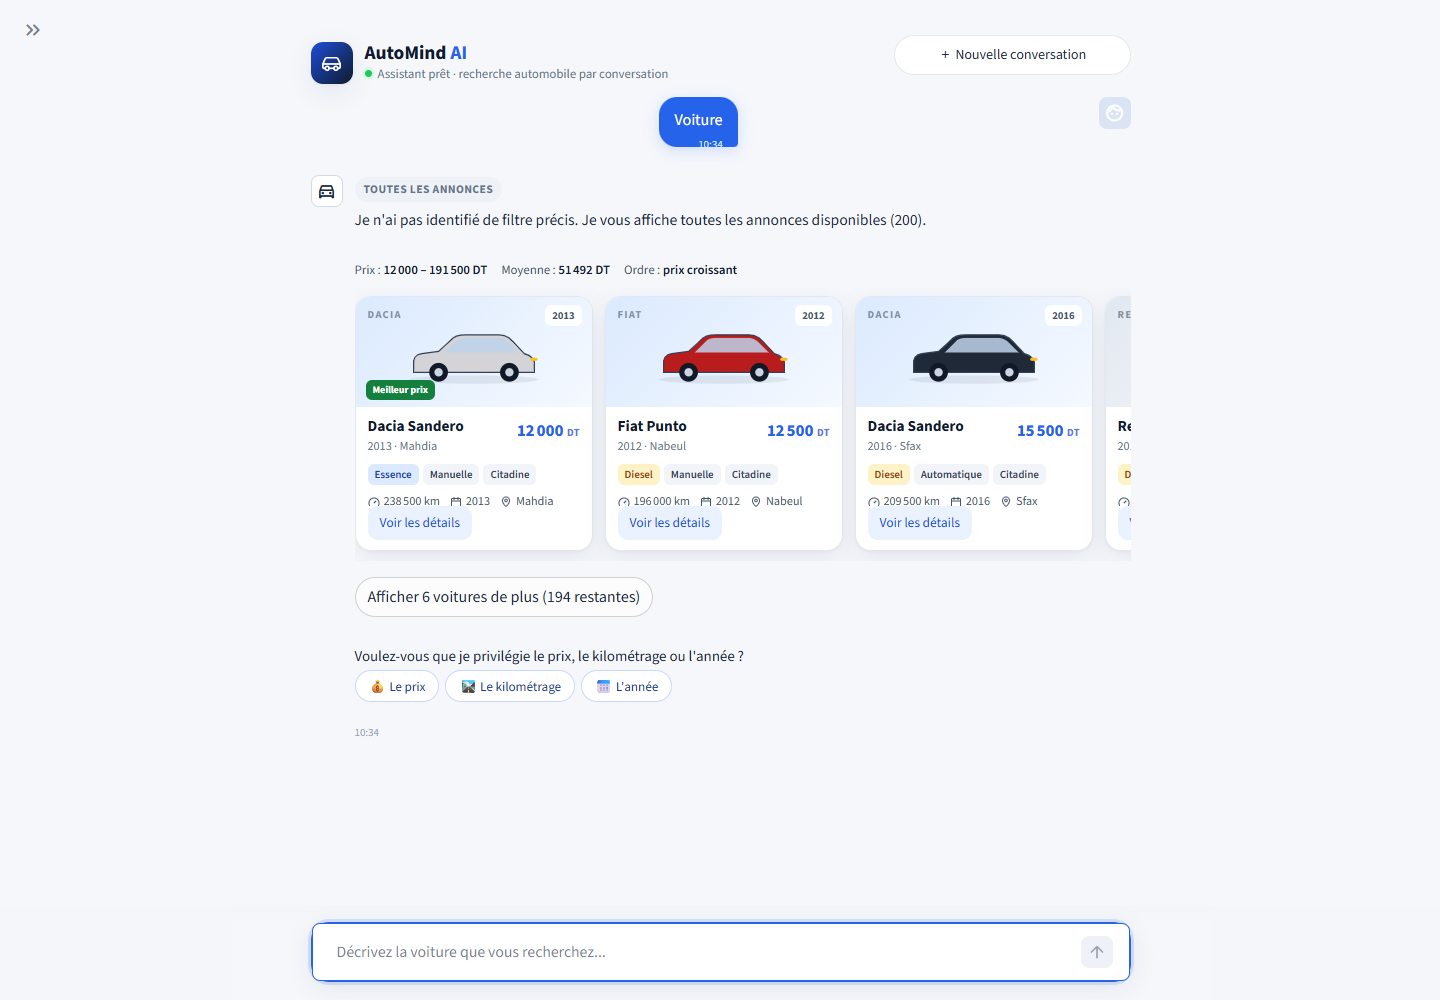 AutoMind AI
Assistant prêt · recherche automobile par conversation
+ Nouvelle conversation
Voiture
10:34
TOUTES LES ANNONCES
Je n'ai pas identifié de filtre précis. Je vous affiche toutes les annonces disponibles (200).
Prix : 12 000 – 191 500 DT Moyenne : 51 492 DT Ordre : prix croissant
DACIA
2013
Meilleur prix
Dacia Sandero
12 000 DT
2013 · Mahdia
Essence Manuelle Citadine
238 500 km 2013 Mahdia
Voir les détails
FIAT
2012
Fiat Punto
12 500 DT
2012 · Nabeul
Diesel Manuelle Citadine
196 000 km 2012 Nabeul
Voir les détails
DACIA
2016
Dacia Sandero
15 500 DT
2016 · Sfax
Diesel Automatique Citadine
209 500 km 2016 Sfax
Voir les détails
RE
Re
20
D
Afficher 6 voitures de plus (194 restantes)
Voulez-vous que je privilégie le prix, le kilométrage ou l'année ?
Le prix
Le kilométrage
L'année
10:34
Décrivez la voiture que vous recherchez...